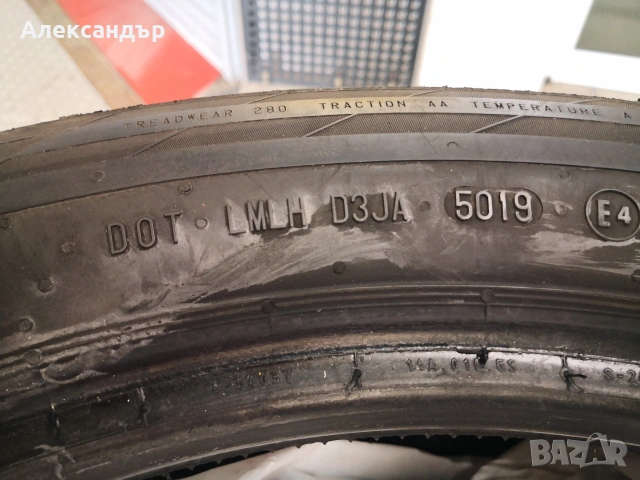 Александър
TREADWEAR 280 TRACTION AA TEMPERATURE A
DOT LMLH D3JA 5019 E4
BAZAR